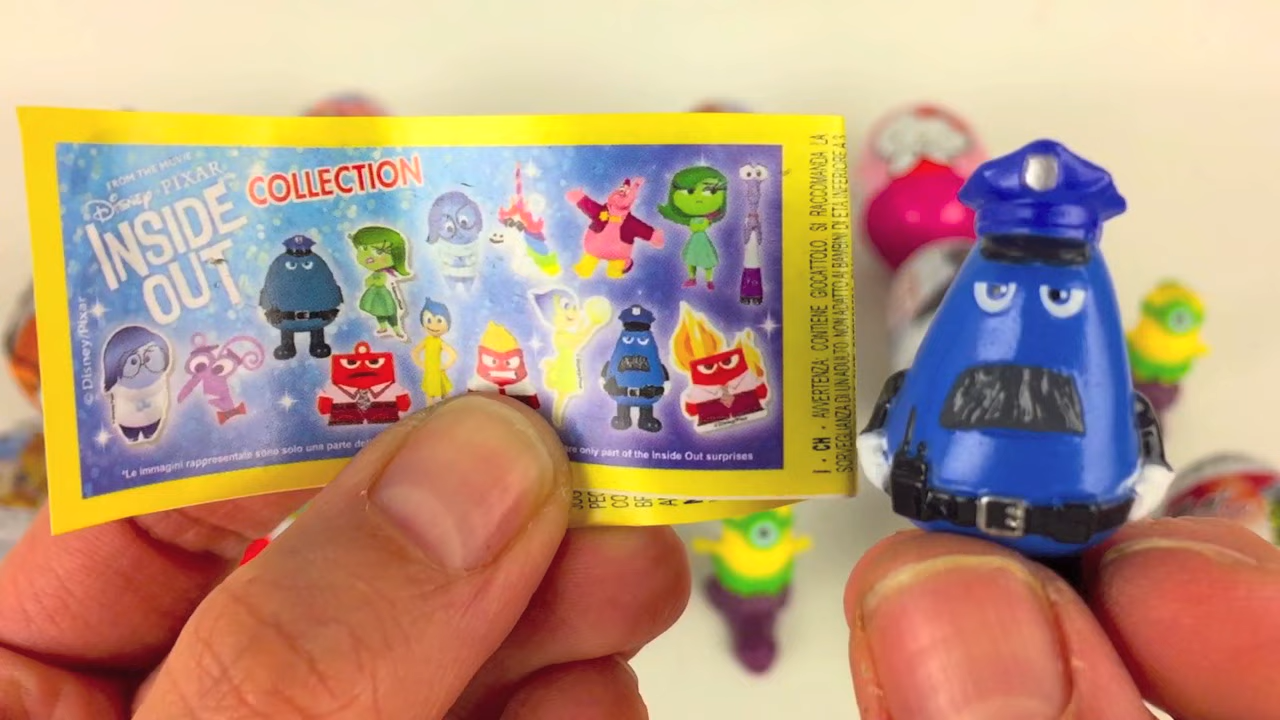 FROM THE MOVIE
DISNEY · PIXAR
INSIDE
OUT
COLLECTION
© Disney/Pixar
*Le immagini rappresentate sono solo una parte de
are only part of the Inside Out surprises
I - CH - AVVERTENZA: CONTIENE GIOCATTOLO. SI RACCOMANDA LA
SORVEGLIANZA DI UN ADULTO. NON ADATTO AI BAMBINI DI ETÀ INFERIORE A 3